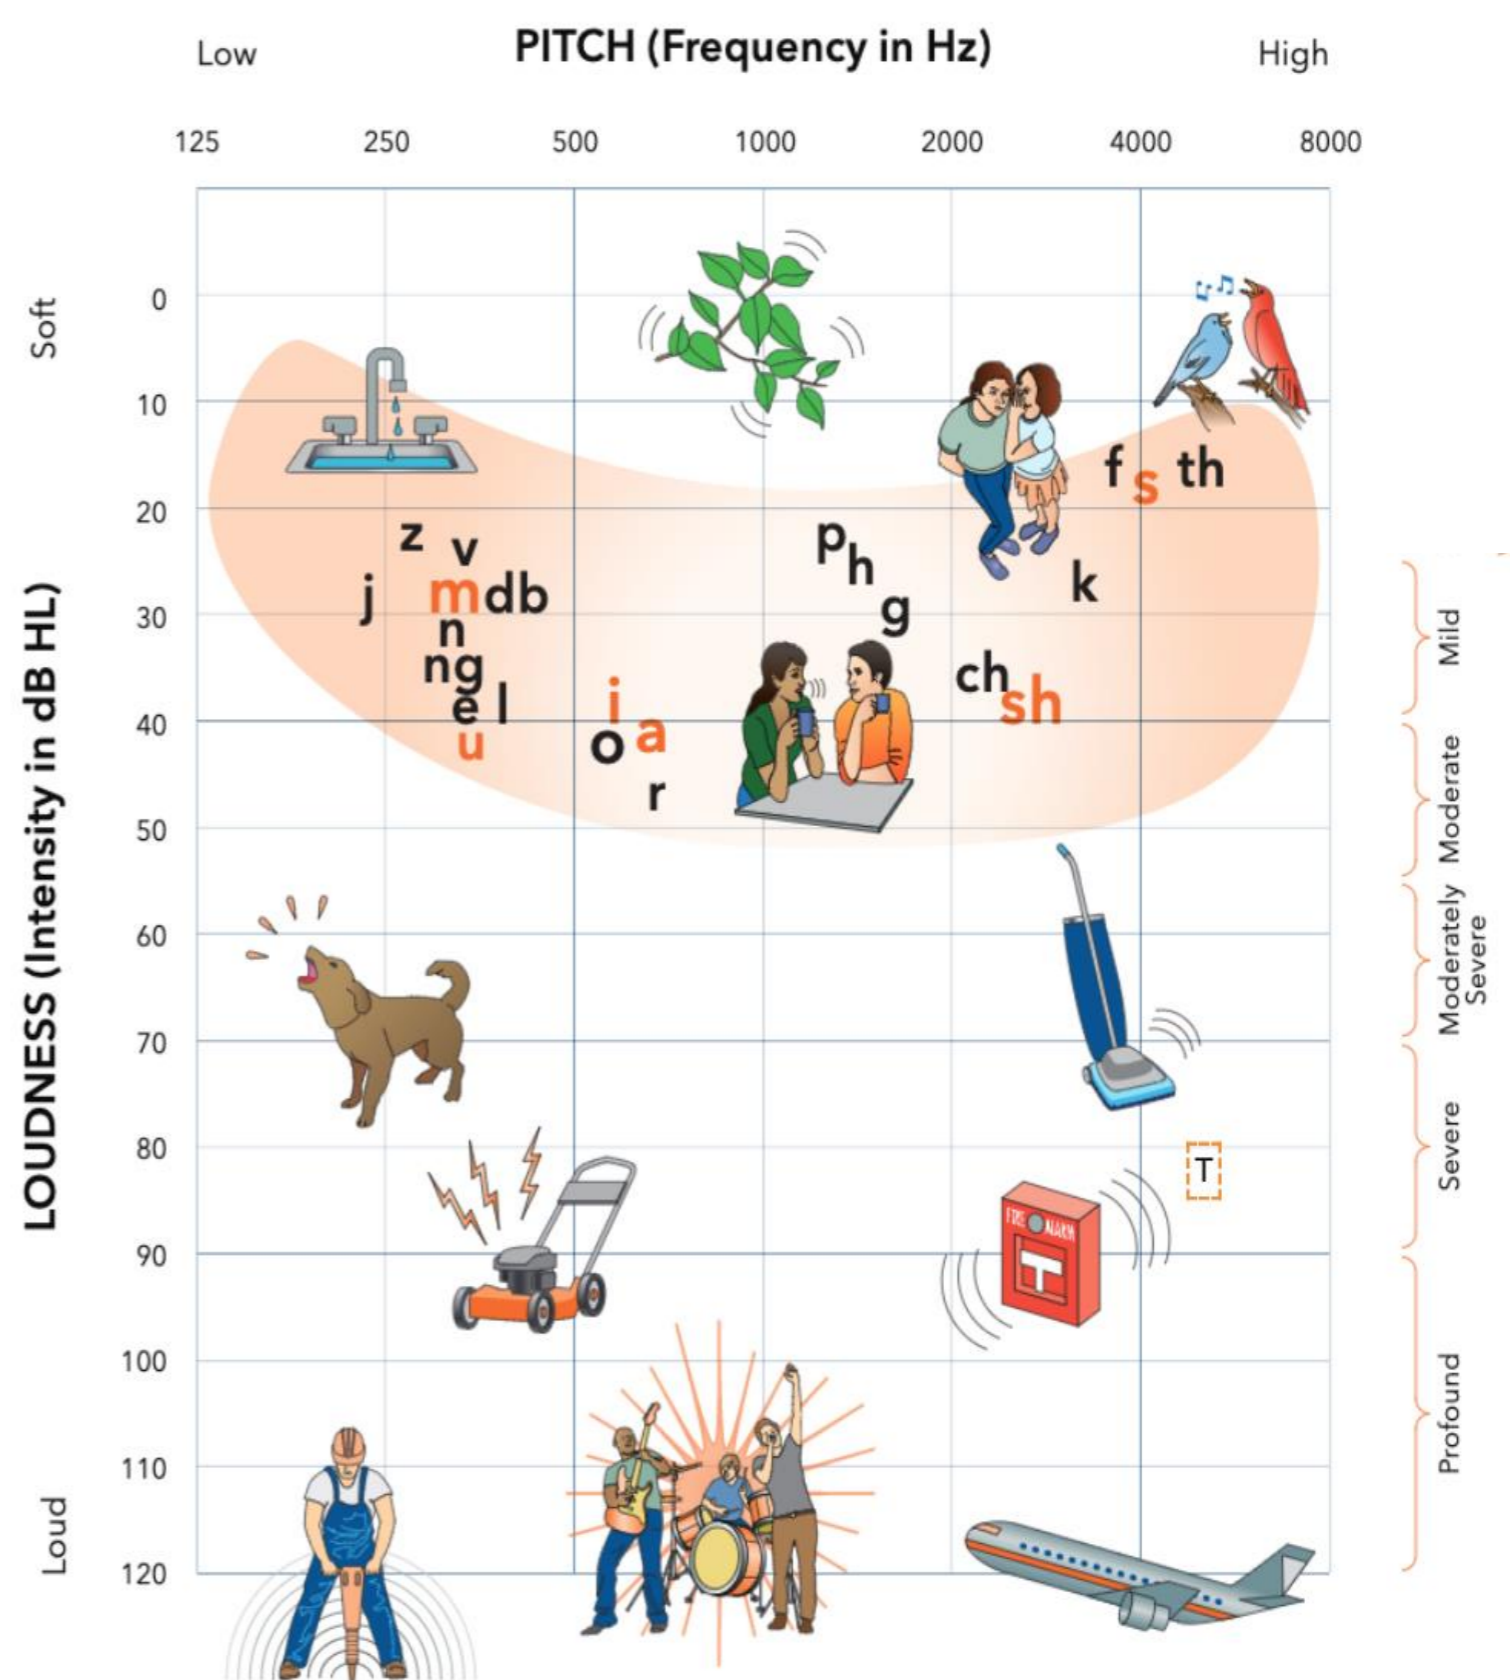 PITCH (Frequency in Hz)
Low
High
125 250 500 1000 2000 4000 8000
LOUDNESS (Intensity in dB HL)
Soft
Loud
0
10
20
30
40
50
60
70
80
90
100
110
120
f s th
z v
p h
j m d b
k
n
g
ng
ch sh
e l
i
u
o a
r
T
FIRE ALARM
Mild
Moderate
Moderately
Severe
Severe
Profound